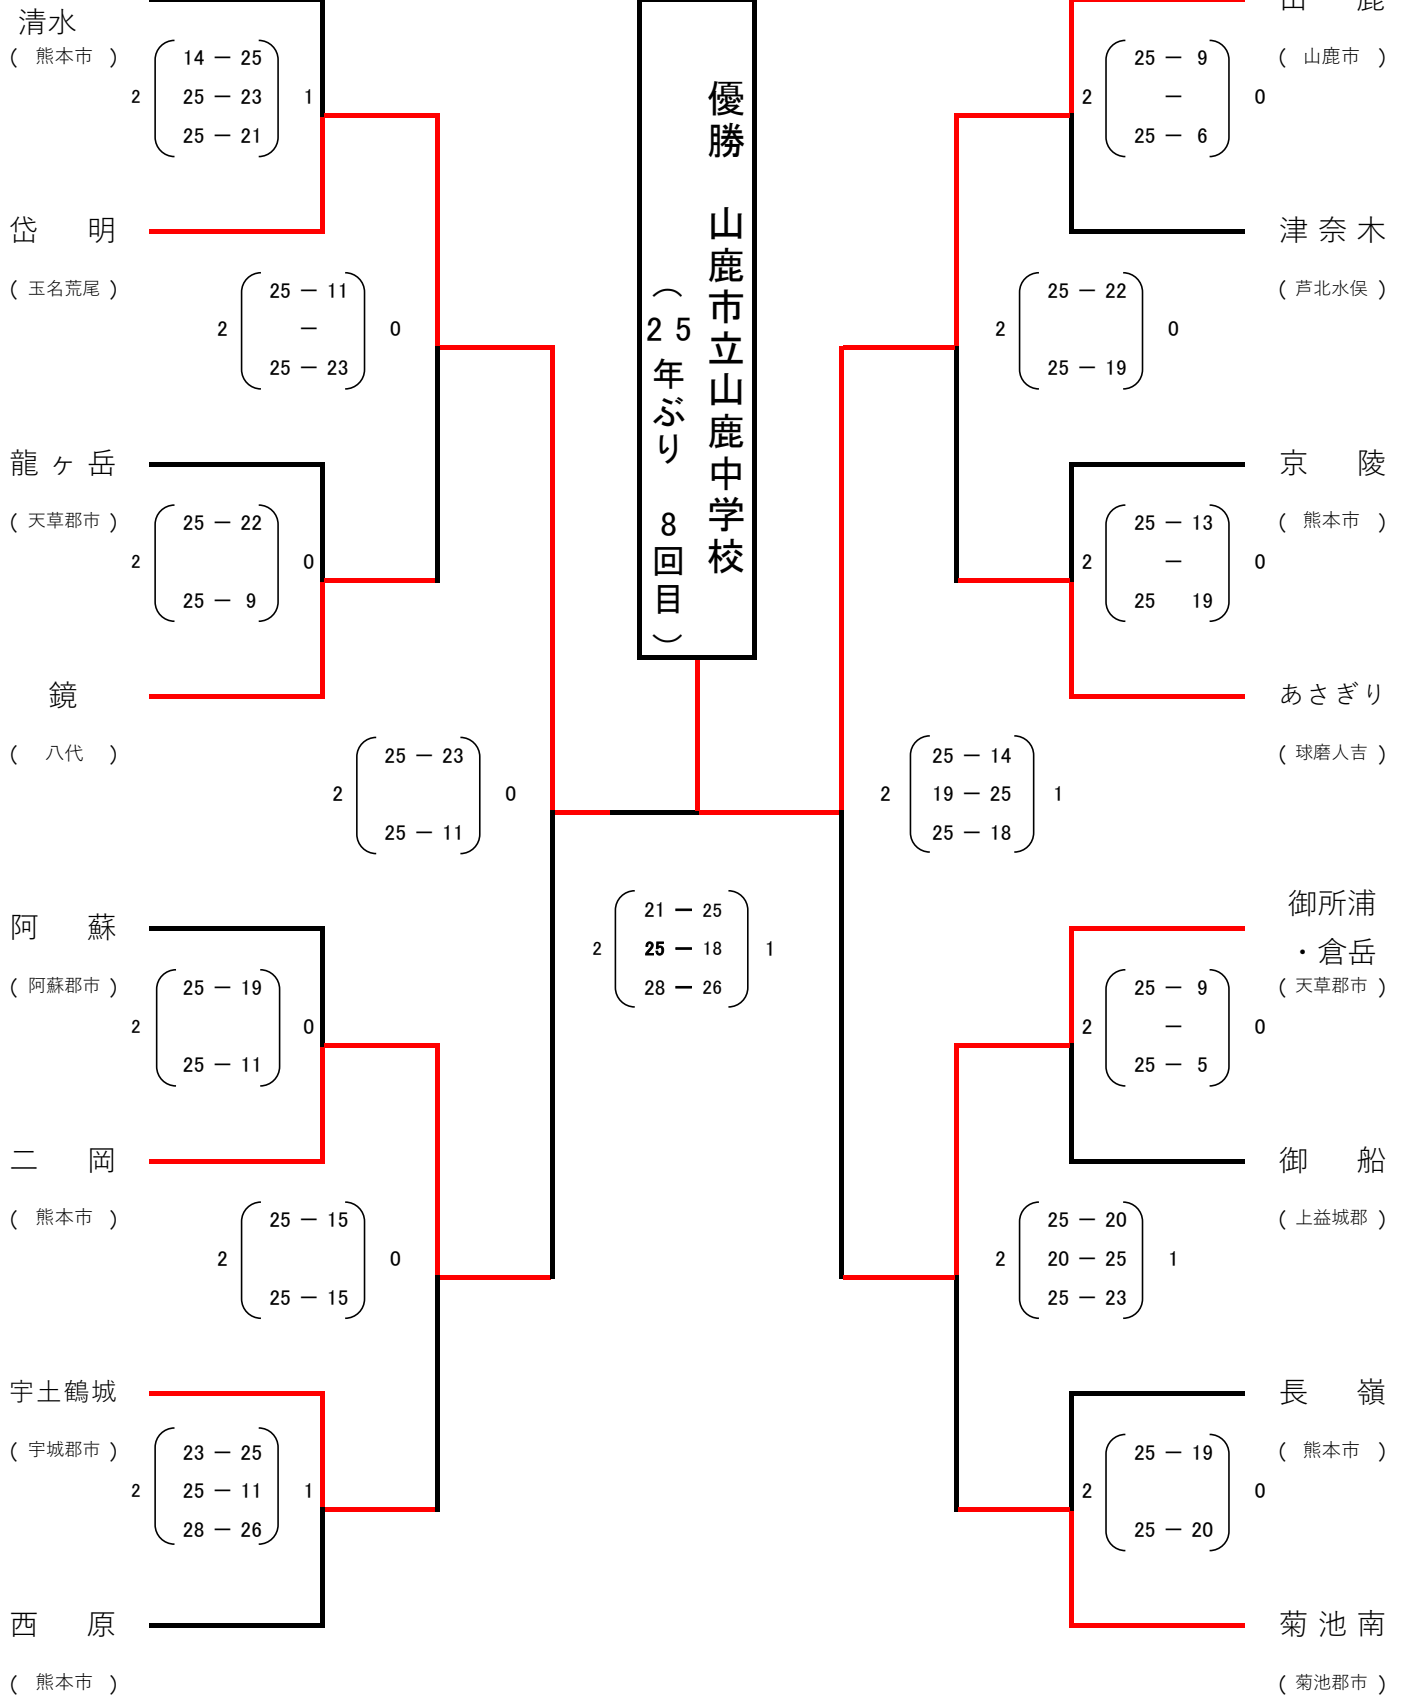 清水
( 熊本市 )
14 － 25
2 25 － 23 1
25 － 21
岱 明
( 玉名荒尾 )
25 － 11
2 － 0
25 － 23
龍ヶ岳
( 天草郡市 )
25 － 22
2 0
25 － 9
鏡
( 八代 )
25 － 23
2 0
25 － 11
阿 蘇
( 阿蘇郡市 )
25 － 19
2 0
25 － 11
二 岡
( 熊本市 )
25 － 15
2 0
25 － 15
宇土鶴城
( 宇城郡市 )
23 － 25
2 25 － 11 1
28 － 26
西 原
( 熊本市 )
優勝 山鹿市立山鹿中学校
（25年ぶり 8回目）
21 － 25
2 25 － 18 1
28 － 26
山 鹿
( 山鹿市 )
25 － 9
2 － 0
25 － 6
津奈木
( 芦北水俣 )
25 － 22
2 0
25 － 19
京 陵
( 熊本市 )
25 － 13
2 － 0
25 19
あさぎり
( 球磨人吉 )
25 － 14
2 19 － 25 1
25 － 18
御所浦
・倉岳
( 天草郡市 )
25 － 9
2 － 0
25 － 5
御 船
( 上益城郡 )
25 － 20
2 20 － 25 1
25 － 23
長 嶺
( 熊本市 )
25 － 19
2 0
25 － 20
菊池南
( 菊池郡市 )